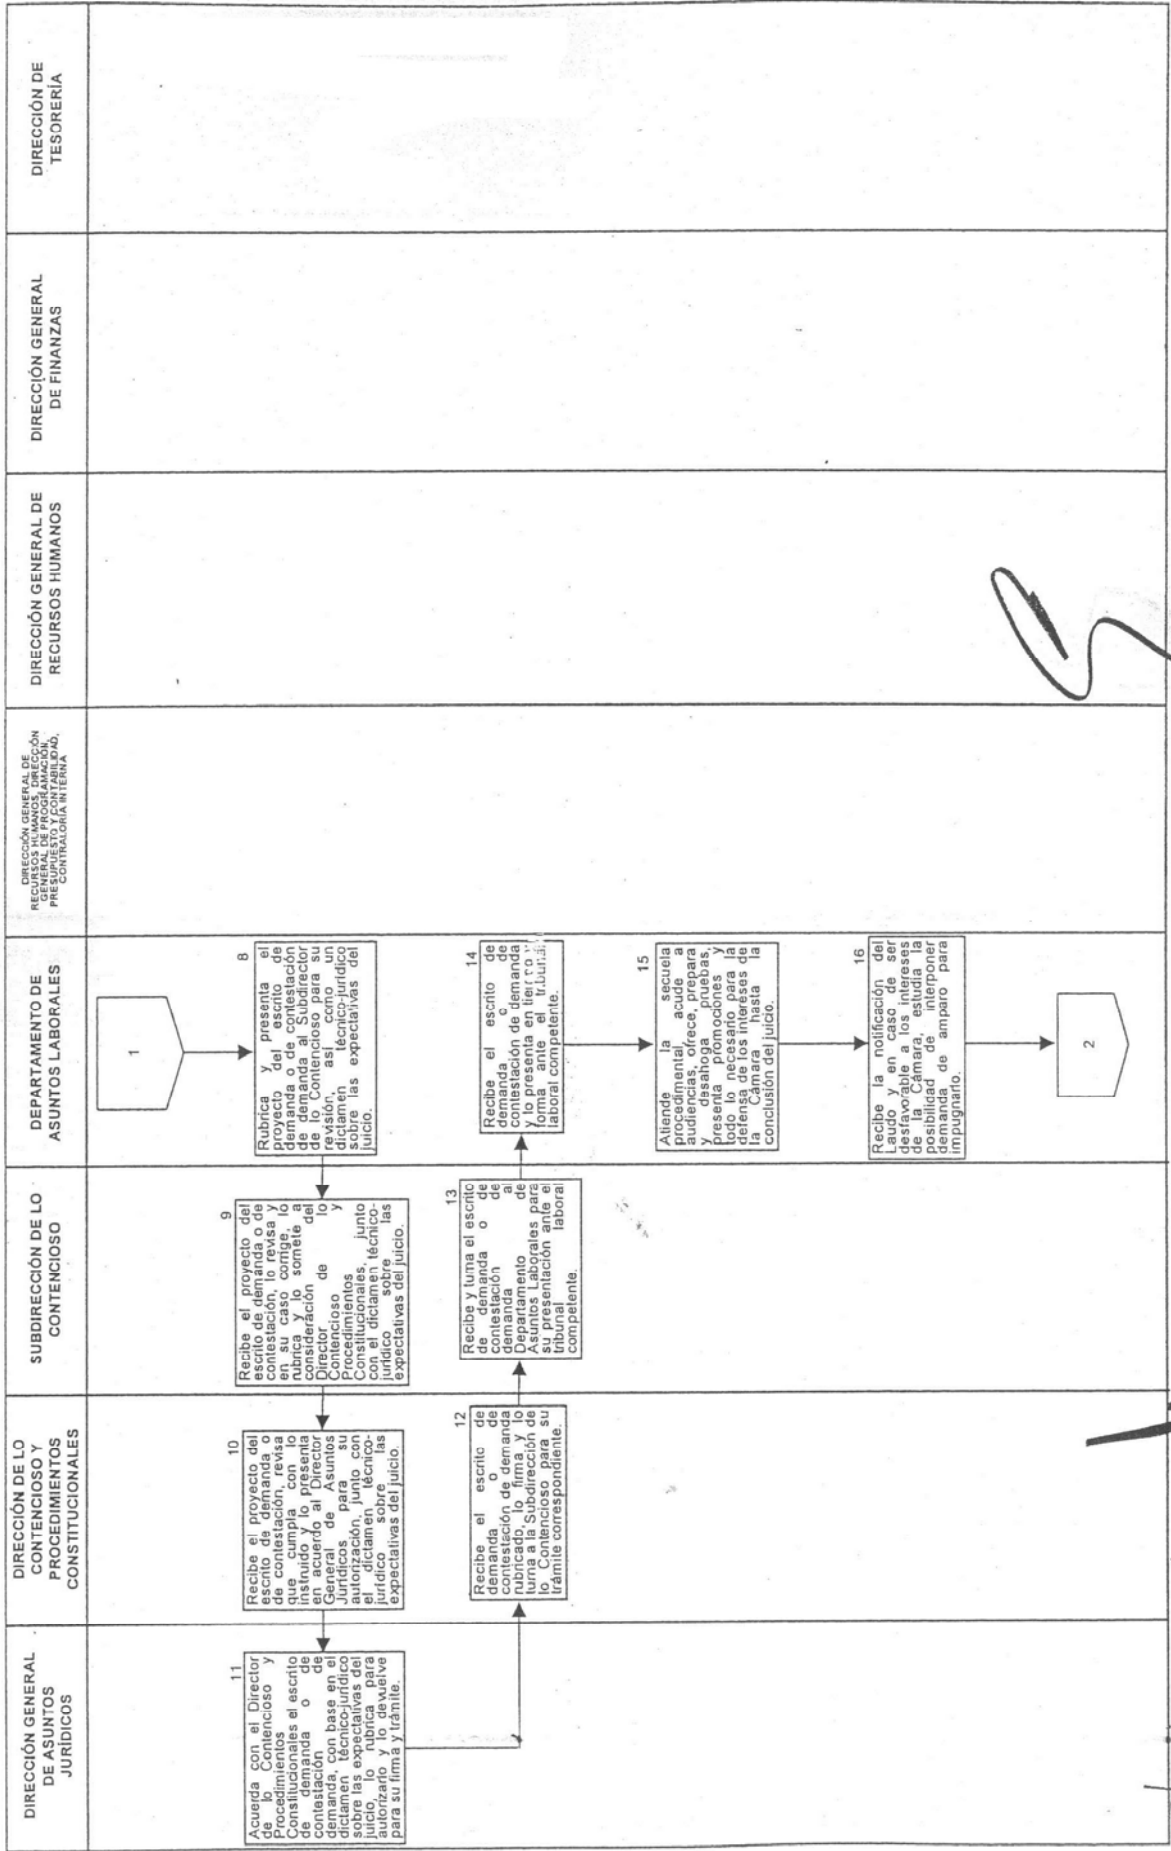 DIRECCIÓN GENERAL
DE ASUNTOS
JURÍDICOS
DIRECCIÓN DE LO
CONTENCIOSO Y
PROCEDIMIENTOS
CONSTITUCIONALES
SUBDIRECCIÓN DE LO
CONTENCIOSO
DEPARTAMENTO DE
ASUNTOS LABORALES
DIRECCIÓN GENERAL DE
RECURSOS HUMANOS, DIRECCIÓN
GENERAL DE PROGRAMACIÓN,
PRESUPUESTO Y CONTABILIDAD,
CONTRALORÍA INTERNA
DIRECCIÓN GENERAL DE
RECURSOS HUMANOS
DIRECCIÓN GENERAL
DE FINANZAS
DIRECCIÓN DE
TESORERÍA
1
8
Rubrica y presenta el
proyecto del escrito de
demanda o de contestación
de demanda al Subdirector
de lo Contencioso para su
revisión, así como un
dictamen técnico-jurídico
sobre las expectativas del
juicio.
9
Recibe el proyecto del
escrito de demanda o de
contestación, lo revisa y
en su caso corrige, lo
rubrica y lo somete a
consideración del
Director de lo
Contencioso y
Procedimientos
Constitucionales, junto
con el dictamen técnico-
jurídico sobre las
expectativas del juicio.
10
Recibe el proyecto del
escrito de demanda o
de contestación, revisa
que cumpla con lo
instruido y lo presenta
en acuerdo al Director
General de Asuntos
Jurídicos para su
autorización, junto con
el dictamen técnico-
jurídico sobre las
expectativas del juicio.
11
Acuerda con el Director
de lo Contencioso y
Procedimientos
Constitucionales el escrito
de demanda o de
contestación de
demanda, con base en el
dictamen técnico-jurídico
sobre las expectativas del
juicio, lo rubrica para
autorizarlo y lo devuelve
para su firma y trámite.
12
Recibe el escrito de
demanda o de
contestación de demanda
rubricado, lo firma y lo
turna a la Subdirección de
lo Contencioso para su
trámite correspondiente.
13
Recibe y turna el escrito
de demanda o de
contestación de
demanda al
Departamento de
Asuntos Laborales para
su presentación ante el
tribunal laboral
competente.
14
Recibe el escrito de
demanda o de
contestación de demanda
y lo presenta en tiempo y
forma ante el tribunal
laboral competente.
15
Atiende la secuela
procedimental, acude a
audiencias, ofrece, prepara
y desahoga pruebas,
presenta promociones y
todo lo necesario para la
defensa de los intereses de
la Cámara hasta la
conclusión del juicio.
16
Recibe la notificación del
Laudo y en caso de ser
desfavorable a los intereses
de la Cámara, estudia la
posibilidad de interponer
demanda de amparo para
impugnarlo.
2